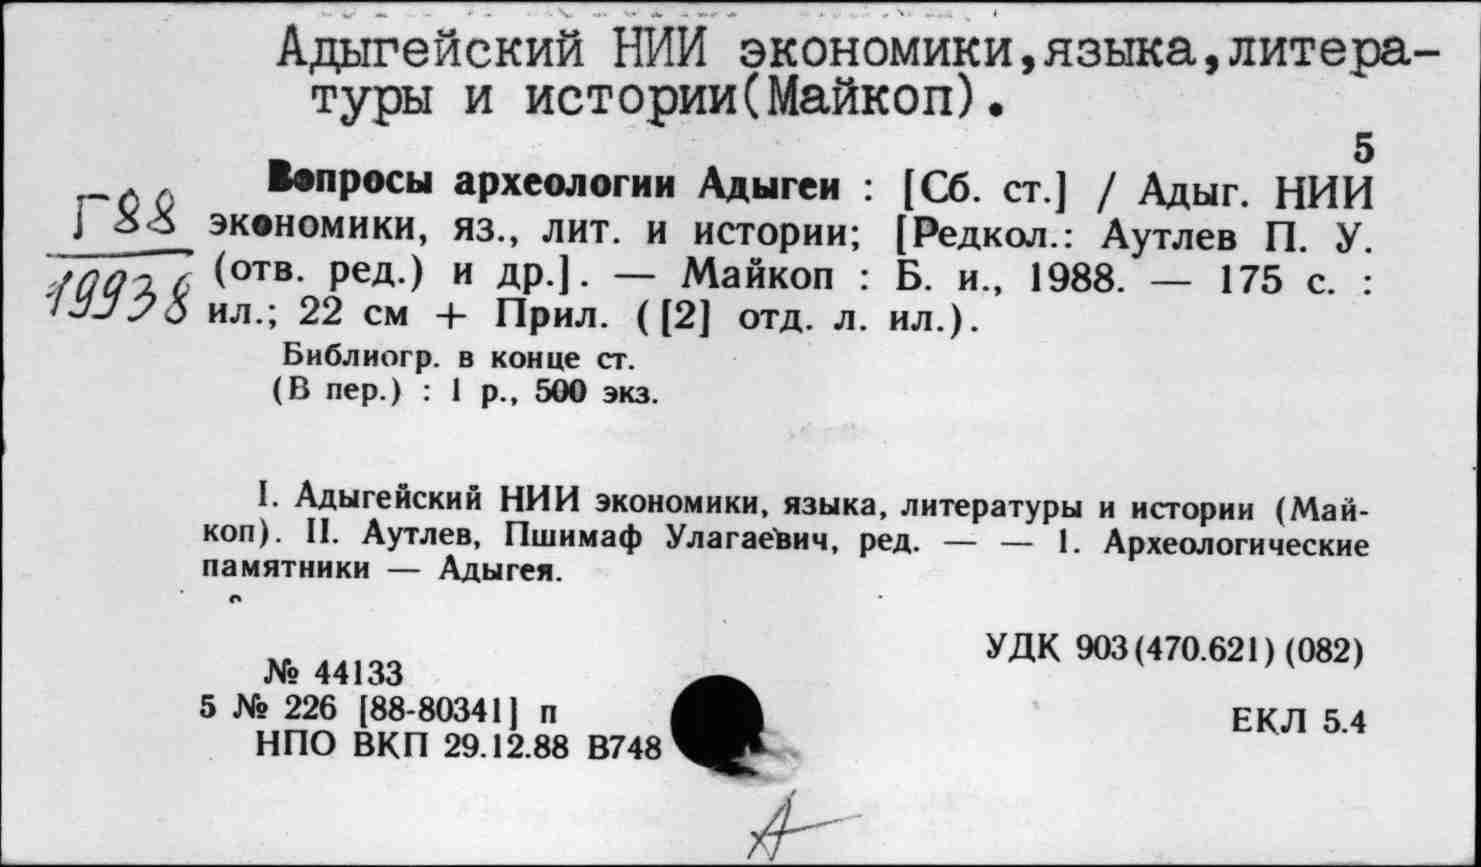 Адыгейский НИИ экономики,языка,литера-
туры и истории(Майкоп).
5
Вопросы археологии Адыгеи : [Сб. ст.] / Адыг. НИИ
Г88 экономики, яз., лит. и истории; [Редкол.: Аутлев П. У.
19938 (отв. ред.) и др.]. — Майкоп : Б. и., 1988. — 175 с. :
ил.; 22 см + Прил. ([2] отд. л. ил.).
Библиогр. в конце ст.
(В пер.) : 1 р., 500 экз.
I. Адыгейский НИИ экономики, языка, литературы и истории (Май-
коп). II. Аутлев, Пшимаф Улагаевич, ред. — — 1. Археологические
памятники — Адыгея.
УДК 903(470.621)(082)
№ 44133
5 № 226 [88-80341] п
ЕКЛ 5.4
НПО ВКП 29.12.88 В748
А